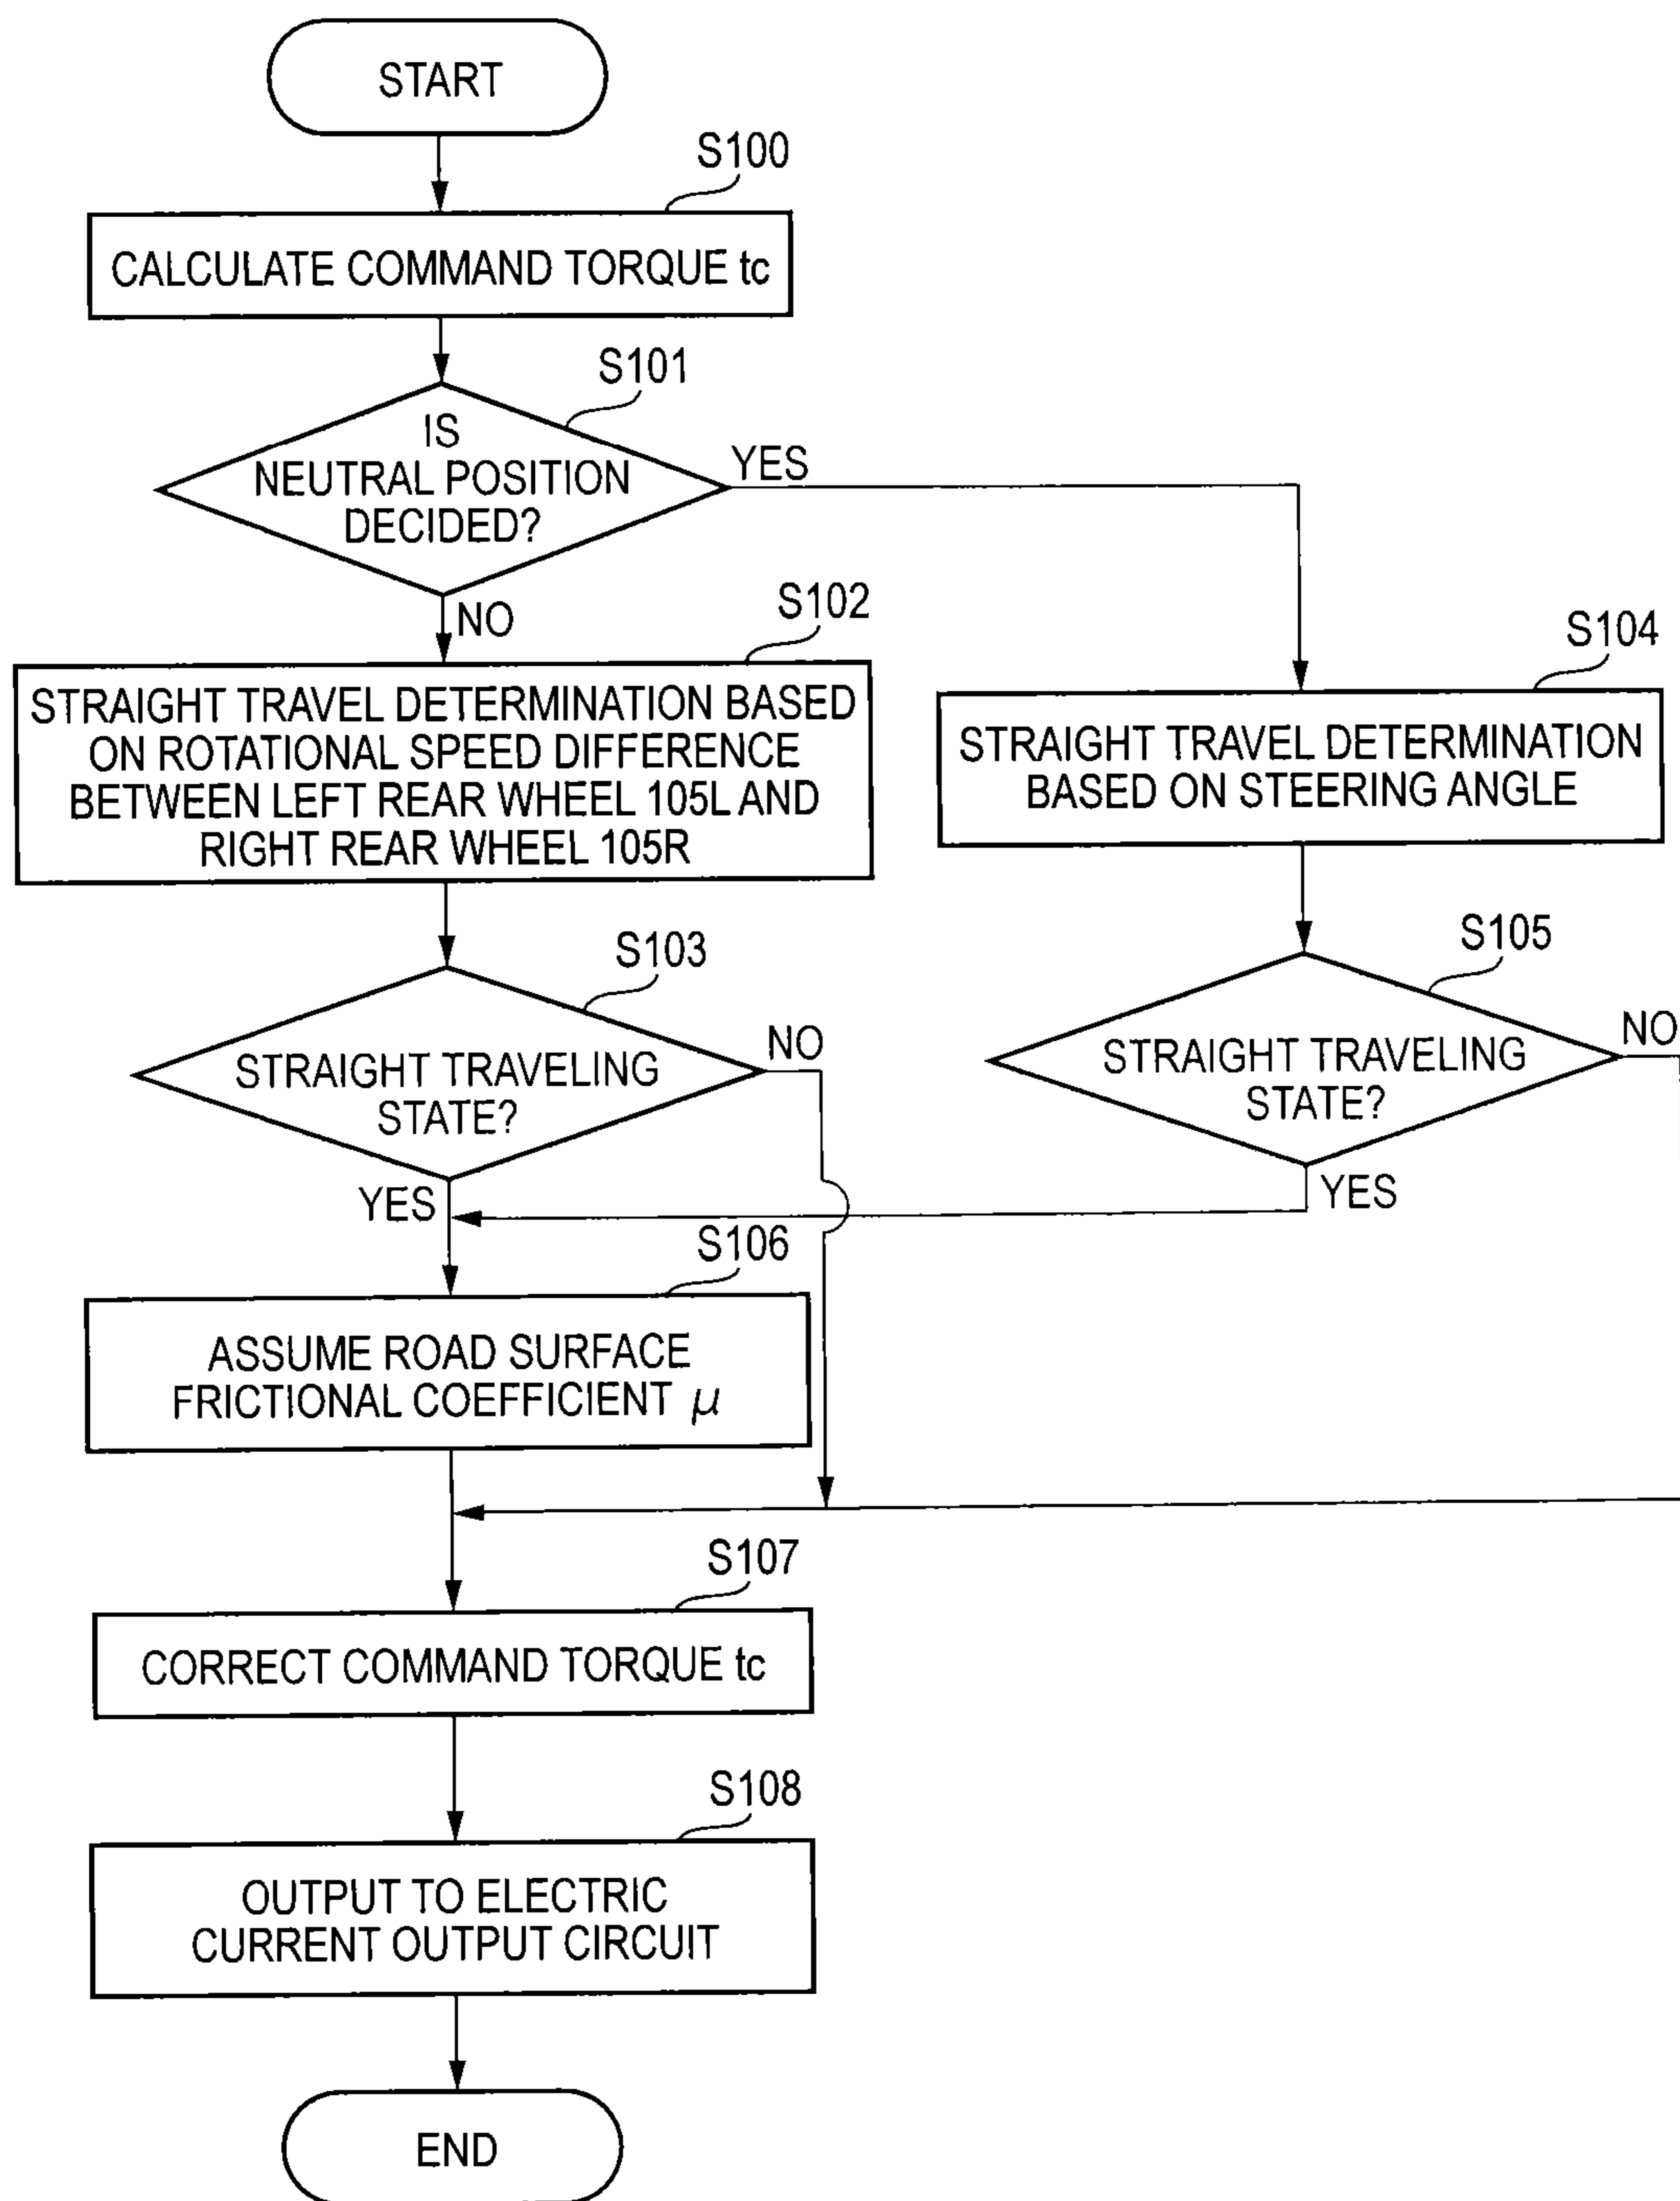 START
S100
CALCULATE COMMAND TORQUE tc
S101
IS
NEUTRAL POSITION
DECIDED?
YES
NO
S102
STRAIGHT TRAVEL DETERMINATION BASED
ON ROTATIONAL SPEED DIFFERENCE
BETWEEN LEFT REAR WHEEL 105L AND
RIGHT REAR WHEEL 105R
S104
STRAIGHT TRAVEL DETERMINATION
BASED ON STEERING ANGLE
S103
STRAIGHT TRAVELING
STATE?
NO
YES
S105
STRAIGHT TRAVELING
STATE?
NO
YES
S106
ASSUME ROAD SURFACE
FRICTIONAL COEFFICIENT μ
S107
CORRECT COMMAND TORQUE tc
S108
OUTPUT TO ELECTRIC
CURRENT OUTPUT CIRCUIT
END